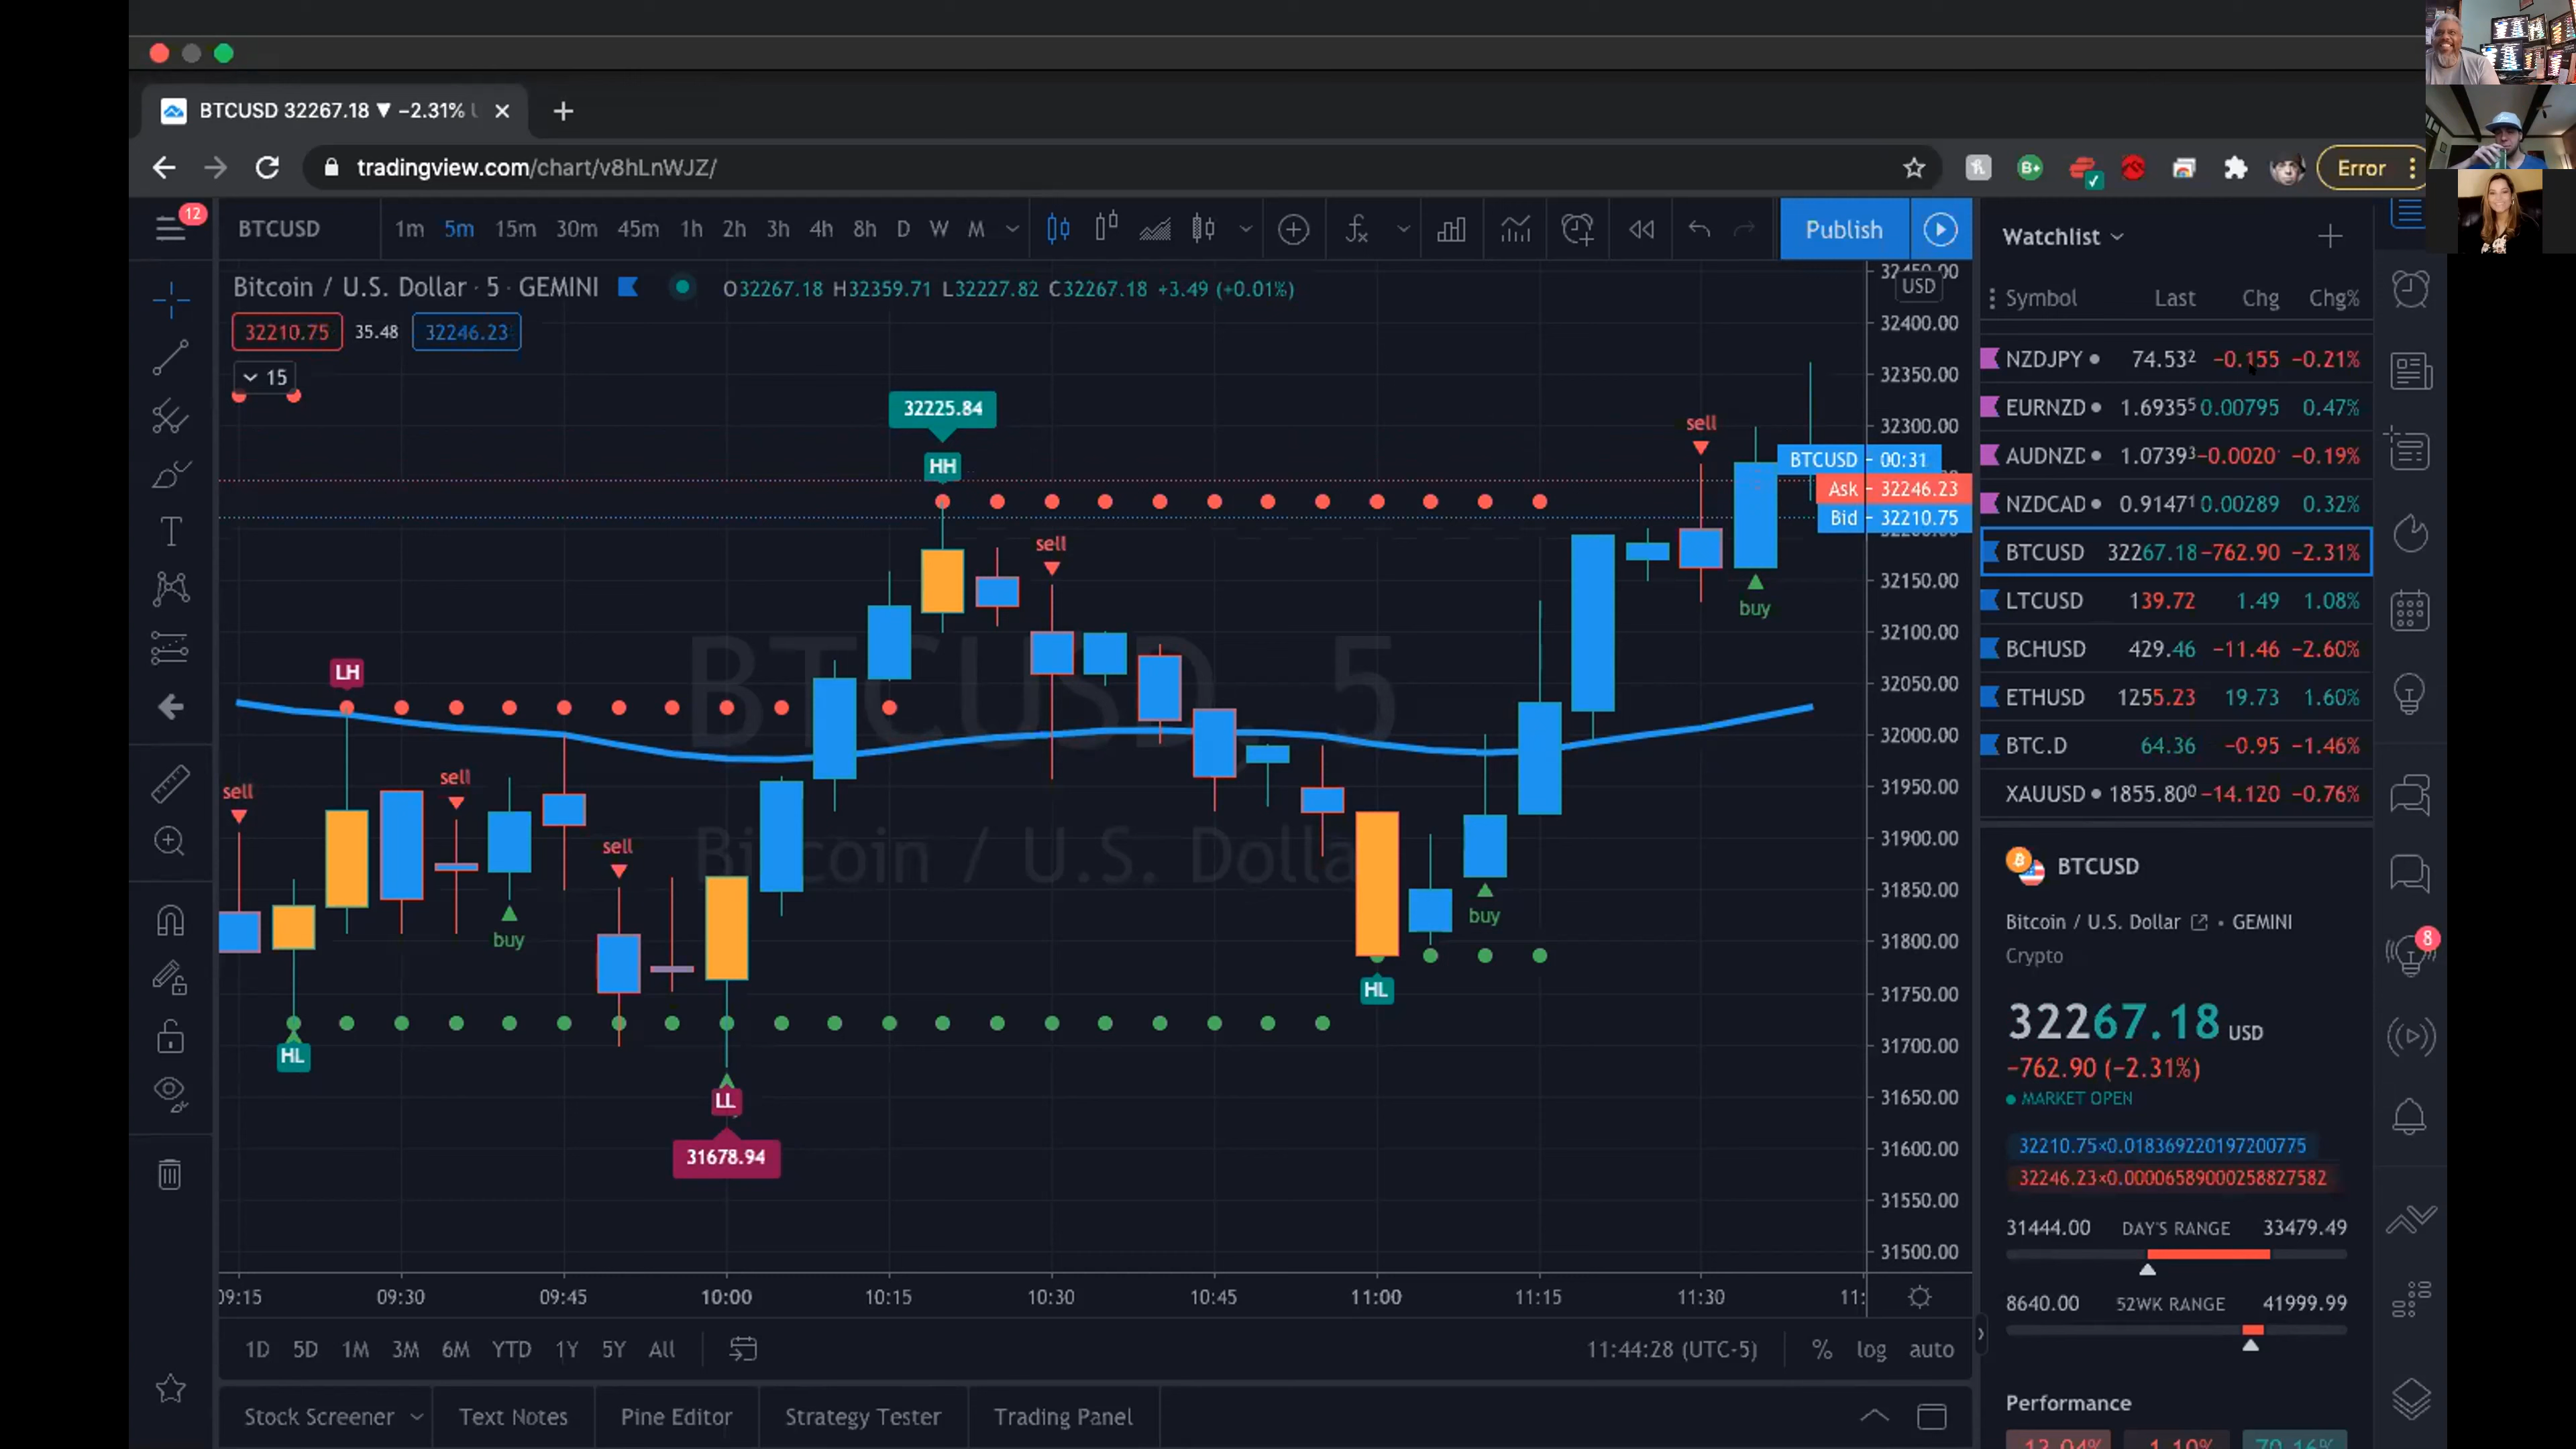 BTCUSD 32267.18 ▼ −2.31%
tradingview.com/chart/v8hLnWJZ/
Error
12
BTCUSD 1m 5m 15m 30m 45m 1h 2h 3h 4h 8h D W M
Publish
Bitcoin / U.S. Dollar · 5 · GEMINI
O32267.18 H32359.71 L32227.82 C32267.18 +3.49 (+0.01%)
32210.75 35.48 32246.23
15
BTCUSD, 5
Bitcoin / U.S. Dolla
32225.84
HH
sell
LH
sell
sell
sell
buy
HL
LL
31678.94
HL
buy
sell
buy
USD
32450.00
32400.00
32350.00
32300.00
BTCUSD − 00:31
Ask − 32246.23
Bid − 32210.75
32150.00
32100.00
32050.00
32000.00
31950.00
31900.00
31850.00
31800.00
31750.00
31700.00
31650.00
31600.00
31550.00
31500.00
09:15 09:30 09:45 10:00 10:15 10:30 10:45 11:00 11:15 11:30 11:
1D 5D 1M 3M 6M YTD 1Y 5Y All
11:44:28 (UTC-5) % log auto
Stock Screener Text Notes Pine Editor Strategy Tester Trading Panel
Watchlist
Symbol Last Chg Chg%
NZDJPY 74.532 −0.155 −0.21%
EURNZD 1.69355 0.00795 0.47%
AUDNZD 1.07393 −0.0020 −0.19%
NZDCAD 0.91471 0.00289 0.32%
BTCUSD 32267.18 −762.90 −2.31%
LTCUSD 139.72 1.49 1.08%
BCHUSD 429.46 −11.46 −2.60%
ETHUSD 1255.23 19.73 1.60%
BTC.D 64.36 −0.95 −1.46%
XAUUSD 1855.800 −14.120 −0.76%
BTCUSD
Bitcoin / U.S. Dollar • GEMINI
Crypto
32267.18 USD
−762.90 (−2.31%)
MARKET OPEN
32210.75×0.018369220197200775
32246.23×0.00006589000258827582
31444.00 DAY'S RANGE 33479.49
8640.00 52WK RANGE 41999.99
Performance
8